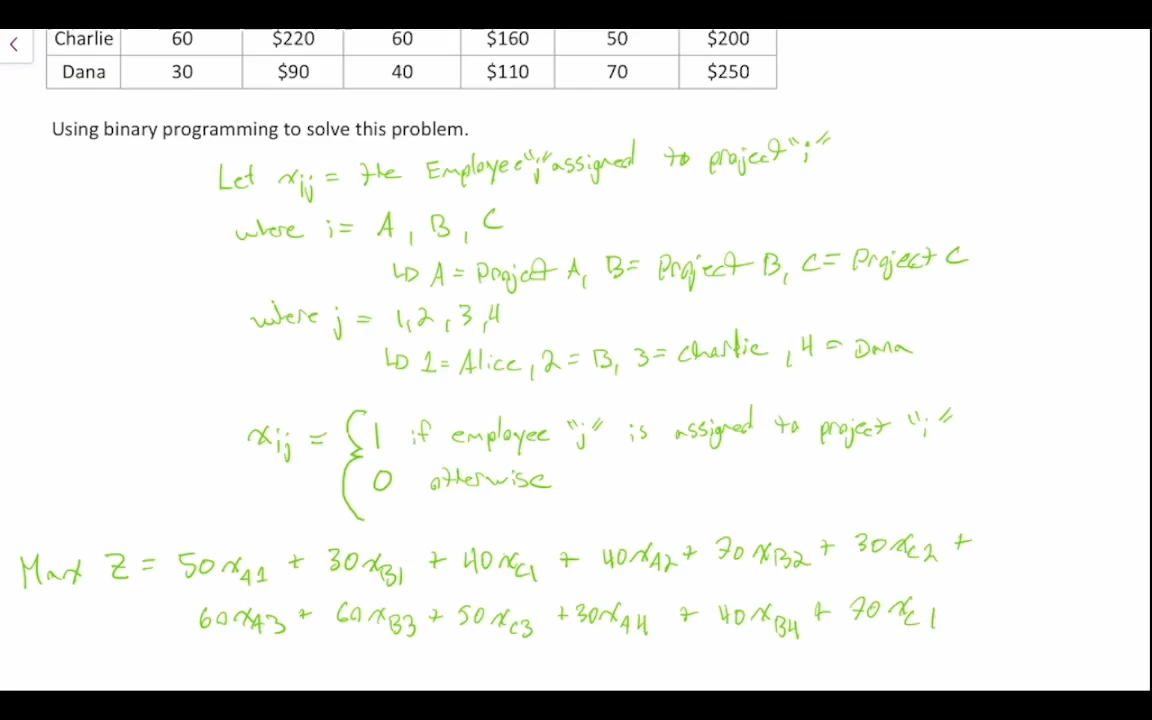 Charlie 60 $220 60 $160 50 $200
Dana 30 $90 40 $110 70 $250
Using binary programming to solve this problem.
Let xij = the Employee "j" assigned to project "i"
where i = A, B, C
↳ A = Project A, B = Project B, C = Project C
where j = 1, 2, 3, 4
↳ 1 = Alice, 2 = B, 3 = Charlie, 4 = Dana
xij = { 1 if employee "j" is assigned to project "i"
0 otherwise
Max Z = 50xA1 + 30xB1 + 40xC1 + 40xA2 + 70xB2 + 30xC2 +
60xA3 + 60xB3 + 50xC3 + 30xA4 + 40xB4 + 70xC1